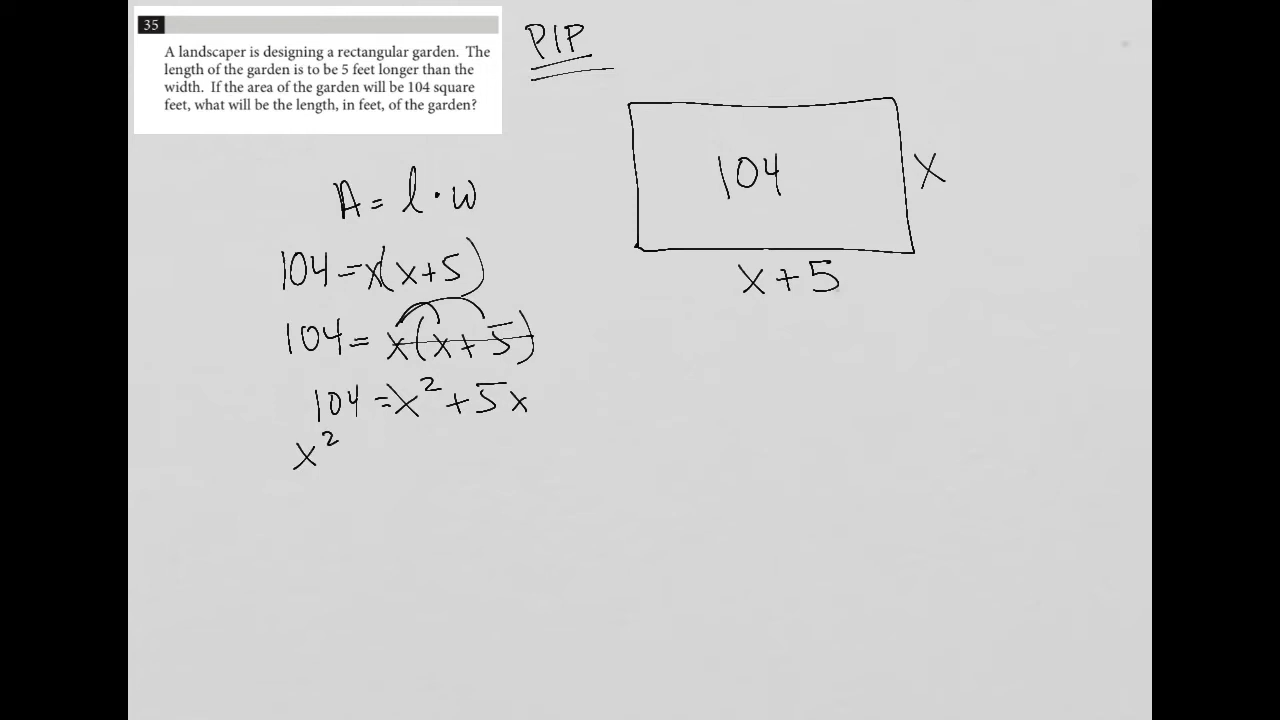 35
A landscaper is designing a rectangular garden. The
length of the garden is to be 5 feet longer than the
width. If the area of the garden will be 104 square
feet, what will be the length, in feet, of the garden?
PIP
104
x
x + 5
A = l · w
104 = x(x + 5)
104 = x(x + 5)
104 = x² + 5x
x²